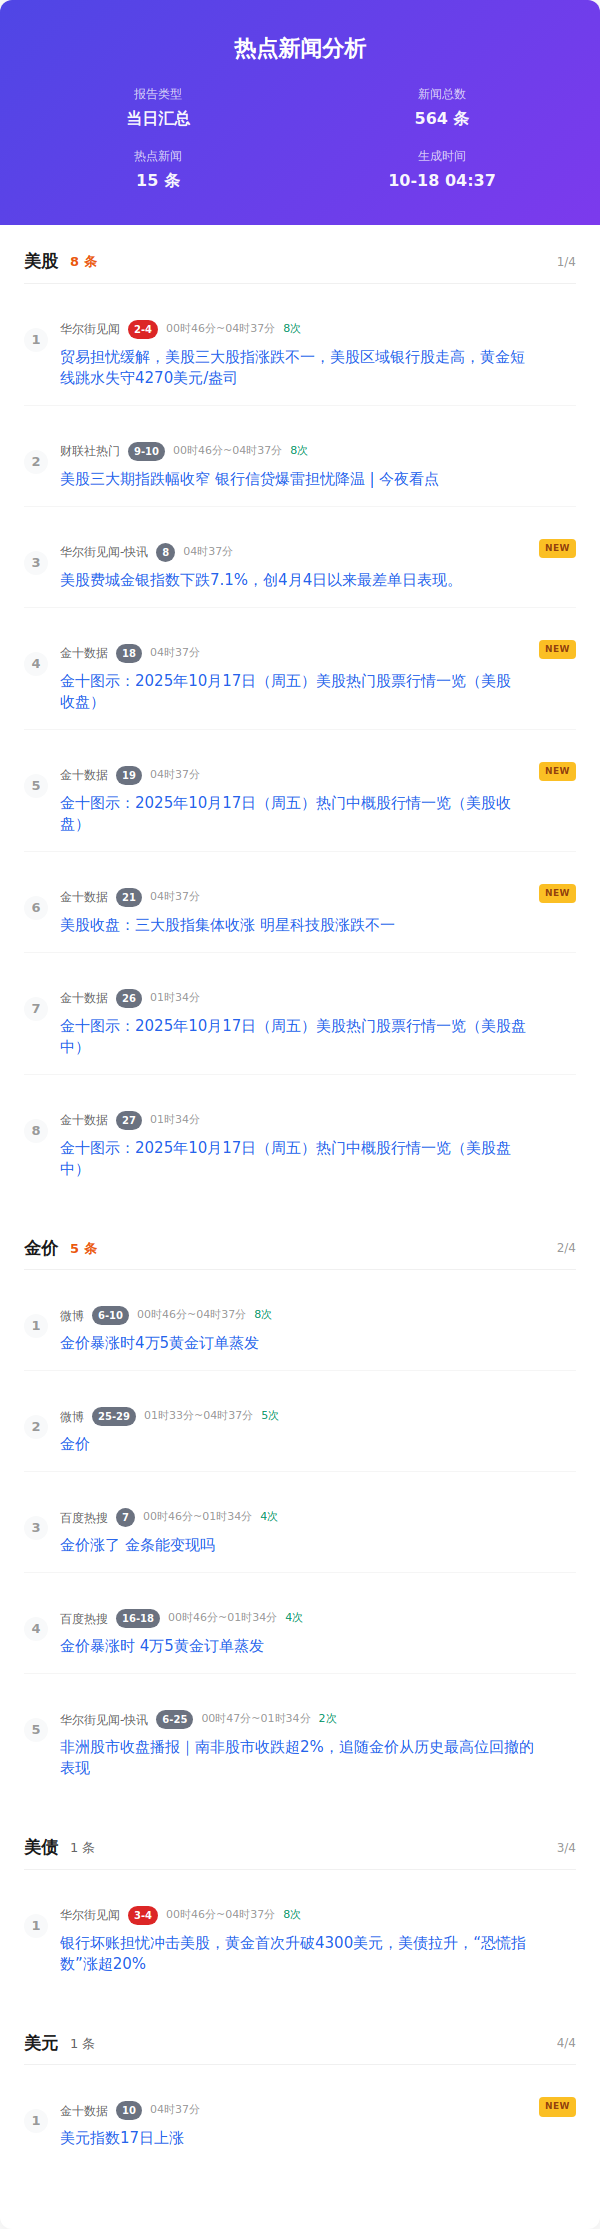 热点新闻分析
报告类型
新闻总数
当日汇总
564 条
热点新闻
生成时间
15 条
10-18 04:37
美股 8 条 1/4
1 华尔街见闻 2-4 00时46分~04时37分 8次
贸易担忧缓解，美股三大股指涨跌不一，美股区域银行股走高，黄金短
线跳水失守4270美元/盎司
2 财联社热门 9-10 00时46分~04时37分 8次
美股三大期指跌幅收窄 银行信贷爆雷担忧降温 | 今夜看点
3 华尔街见闻-快讯 8 04时37分 NEW
美股费城金银指数下跌7.1%，创4月4日以来最差单日表现。
4 金十数据 18 04时37分 NEW
金十图示：2025年10月17日（周五）美股热门股票行情一览（美股
收盘）
5 金十数据 19 04时37分 NEW
金十图示：2025年10月17日（周五）热门中概股行情一览（美股收
盘）
6 金十数据 21 04时37分 NEW
美股收盘：三大股指集体收涨 明星科技股涨跌不一
7 金十数据 26 01时34分
金十图示：2025年10月17日（周五）美股热门股票行情一览（美股盘
中）
8 金十数据 27 01时34分
金十图示：2025年10月17日（周五）热门中概股行情一览（美股盘
中）
金价 5 条 2/4
1 微博 6-10 00时46分~04时37分 8次
金价暴涨时4万5黄金订单蒸发
2 微博 25-29 01时33分~04时37分 5次
金价
3 百度热搜 7 00时46分~01时34分 4次
金价涨了 金条能变现吗
4 百度热搜 16-18 00时46分~01时34分 4次
金价暴涨时 4万5黄金订单蒸发
5 华尔街见闻-快讯 6-25 00时47分~01时34分 2次
非洲股市收盘播报｜南非股市收跌超2%，追随金价从历史最高位回撤的
表现
美债 1 条 3/4
1 华尔街见闻 3-4 00时46分~04时37分 8次
银行坏账担忧冲击美股，黄金首次升破4300美元，美债拉升，“恐慌指
数”涨超20%
美元 1 条 4/4
1 金十数据 10 04时37分 NEW
美元指数17日上涨